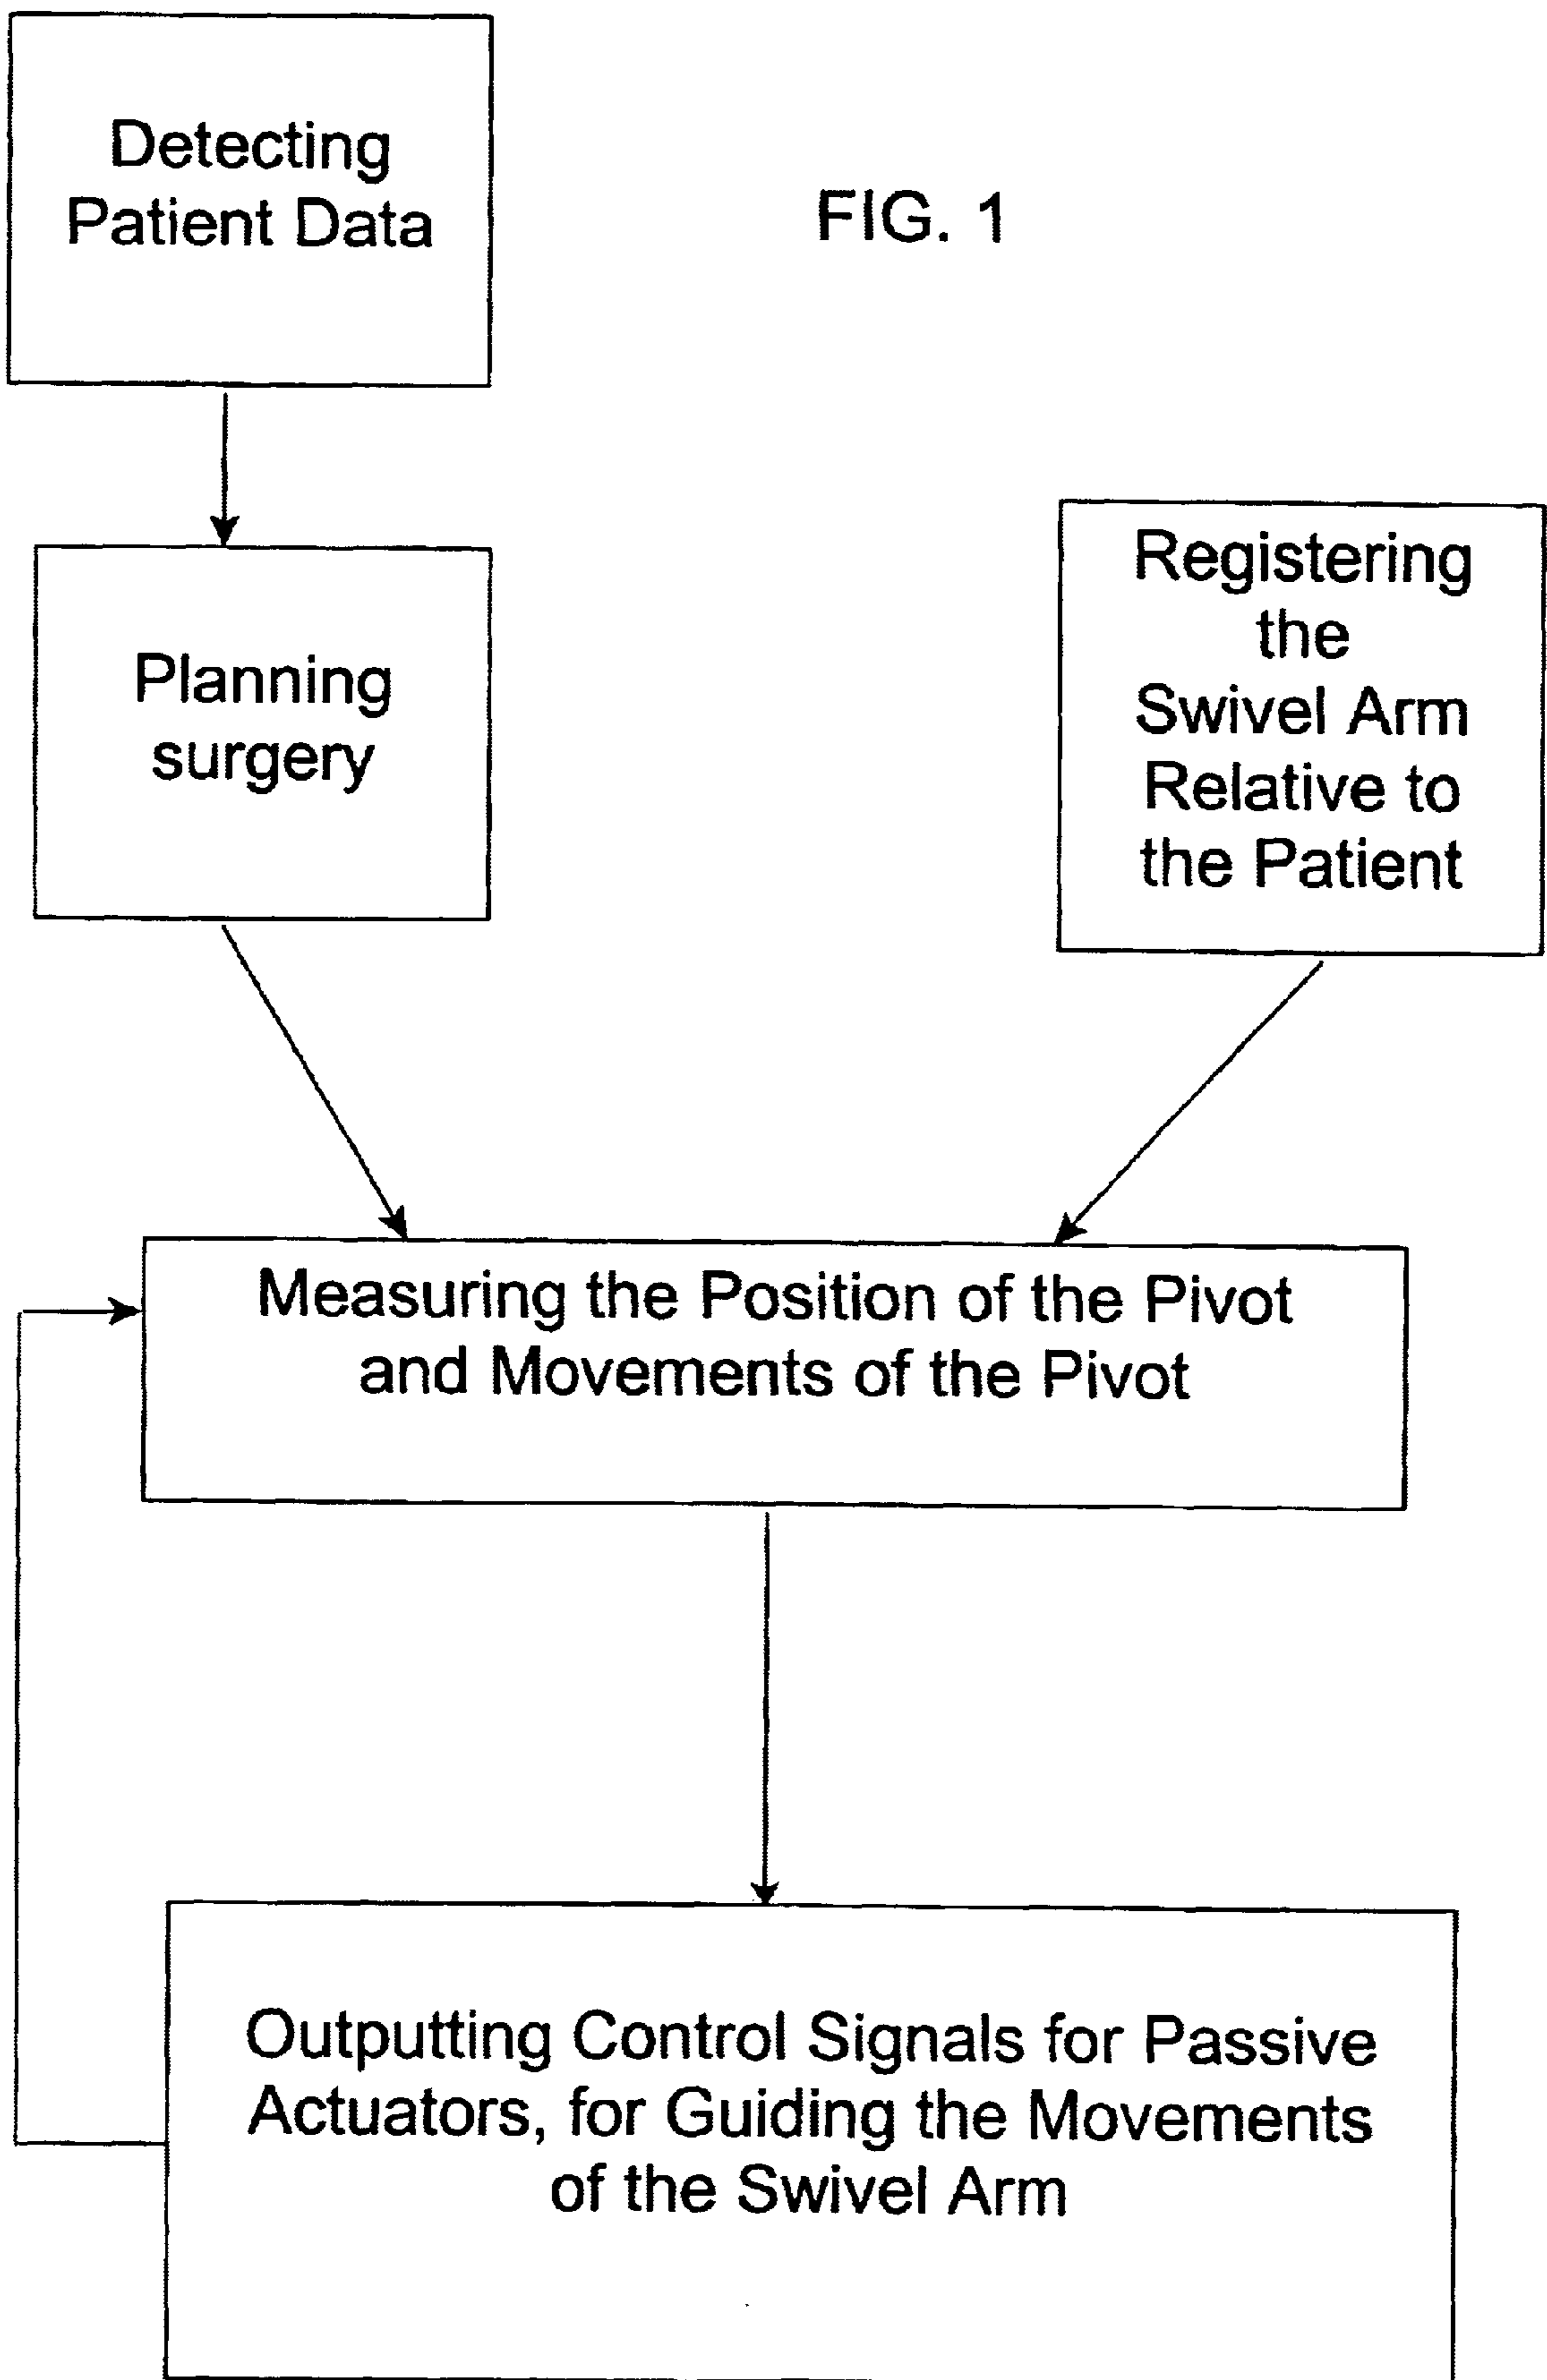 Detecting
Patient Data
FIG. 1
Planning
surgery
Registering
the
Swivel Arm
Relative to
the Patient
Measuring the Position of the Pivot
and Movements of the Pivot
Outputting Control Signals for Passive
Actuators, for Guiding the Movements
of the Swivel Arm